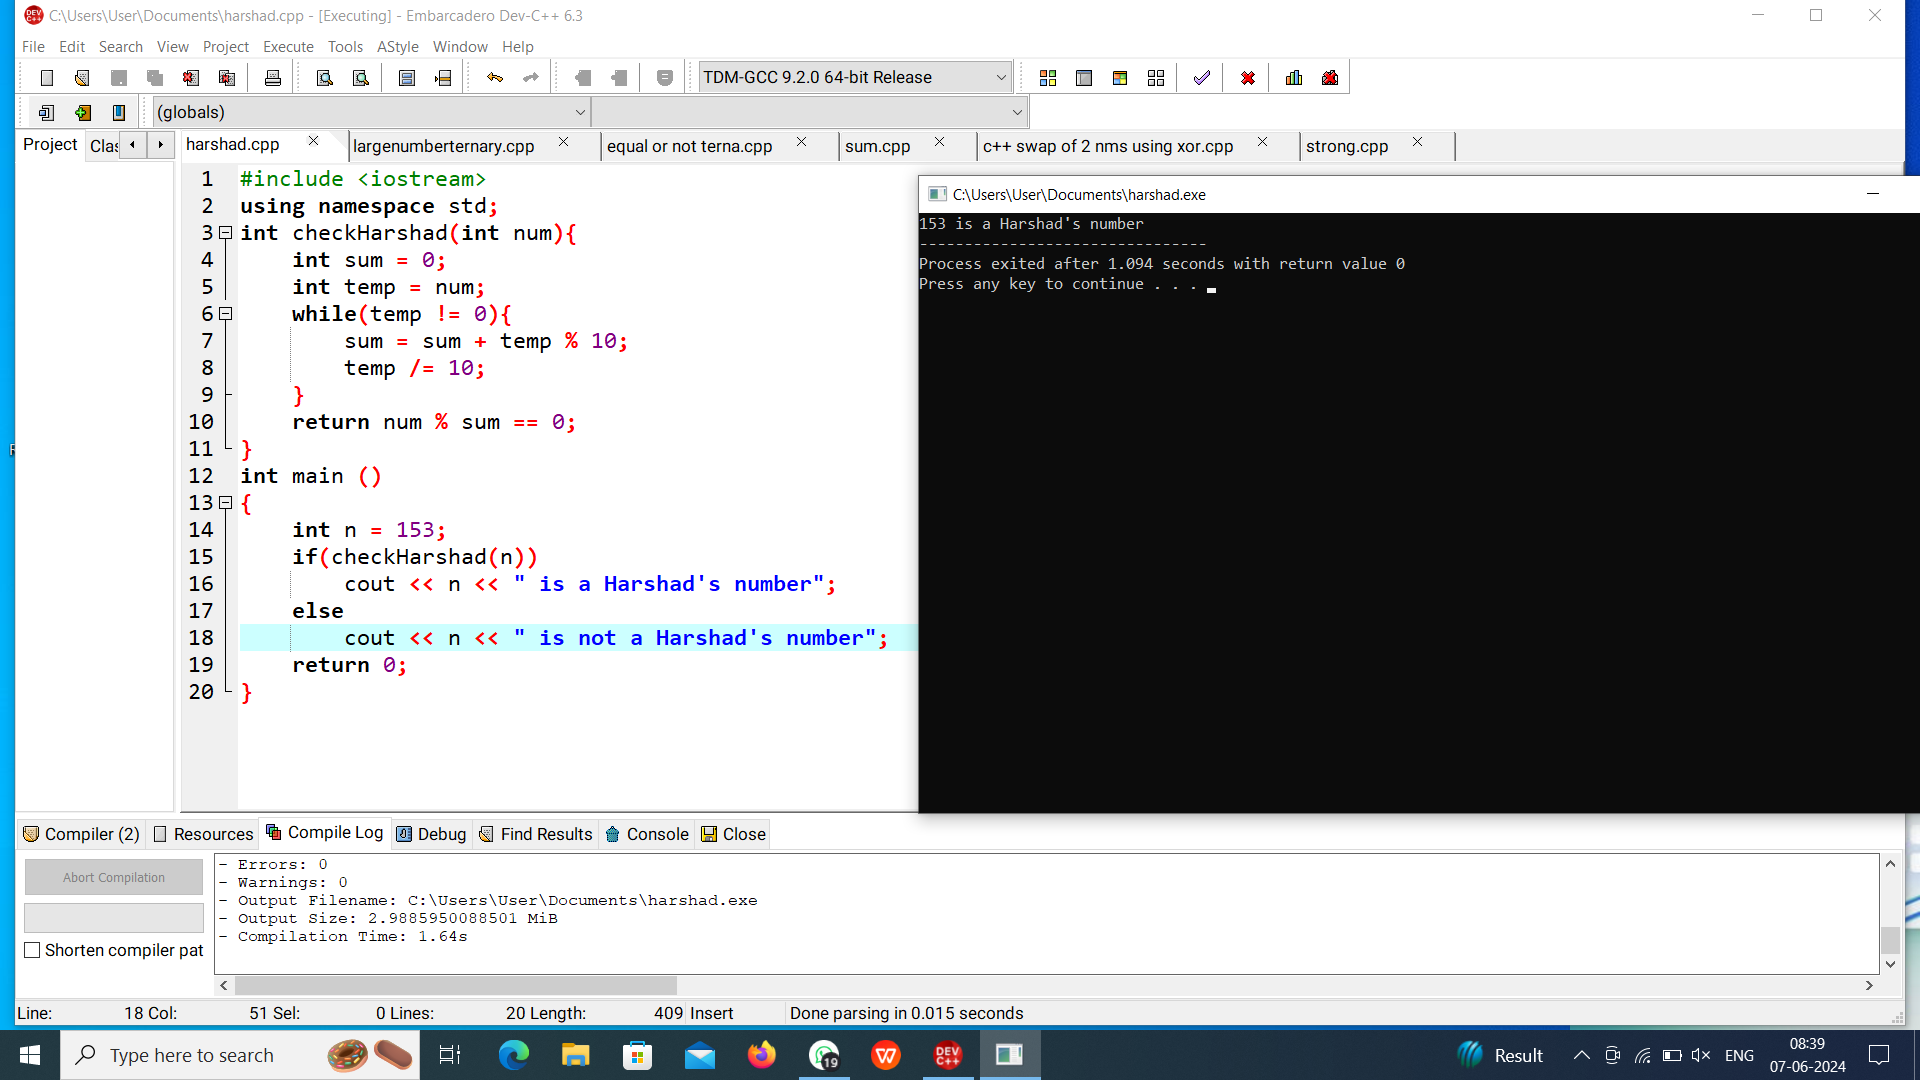 C:\Users\User\Documents\harshad.cpp - [Executing] - Embarcadero Dev-C++ 6.3
File Edit Search View Project Execute Tools AStyle Window Help
TDM-GCC 9.2.0 64-bit Release
(globals)
Project Clas harshad.cpp largenumberternary.cpp equal or not terna.cpp sum.cpp c++ swap of 2 nms using xor.cpp strong.cpp
1 #include <iostream>
2 using namespace std;
3 int checkHarshad(int num){
4 int sum = 0;
5 int temp = num;
6 while(temp != 0){
7 sum = sum + temp % 10;
8 temp /= 10;
9 }
10 return num % sum == 0;
11 }
12 int main ()
13 {
14 int n = 153;
15 if(checkHarshad(n))
16 cout << n << " is a Harshad's number";
17 else
18 cout << n << " is not a Harshad's number";
19 return 0;
20 }
C:\Users\User\Documents\harshad.exe
153 is a Harshad's number
--------------------------------
Process exited after 1.094 seconds with return value 0
Press any key to continue . . .
Compiler (2) Resources Compile Log Debug Find Results Console Close
Abort Compilation
Shorten compiler pat
- Errors: 0
- Warnings: 0
- Output Filename: C:\Users\User\Documents\harshad.exe
- Output Size: 2.9885950088501 MiB
- Compilation Time: 1.64s
Line: 18 Col: 51 Sel: 0 Lines: 20 Length: 409 Insert Done parsing in 0.015 seconds
Type here to search
19
DEV C++
Result
ENG
08:39
07-06-2024